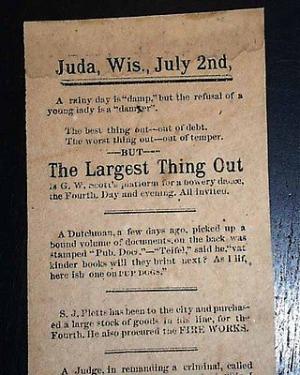 Juda, Wis., July 2nd,
A rainy day is "damp," but the refusal of a
young lady is a "damper".
The best thing out--out of debt.
The worst thing out--out of temper.
—BUT—
The Largest Thing Out
is G. W. Scott's platform for a bowery dance,
the Fourth. Day and evening. All invited.
A Dutchman, a few days ago, picked up a
bound volume of documents, on the back was
stamped "Pub. Doc."—"Teifel," said he, "vat
kinder books will they brint next? As I lif,
here ish one on PUP DOGS."
S. J. Pletts has been to the city and purchas-
ed a large stock of goods in his line, for the
Fourth. He also procured the FIRE WORKS.
A Judge, in remanding a criminal, called